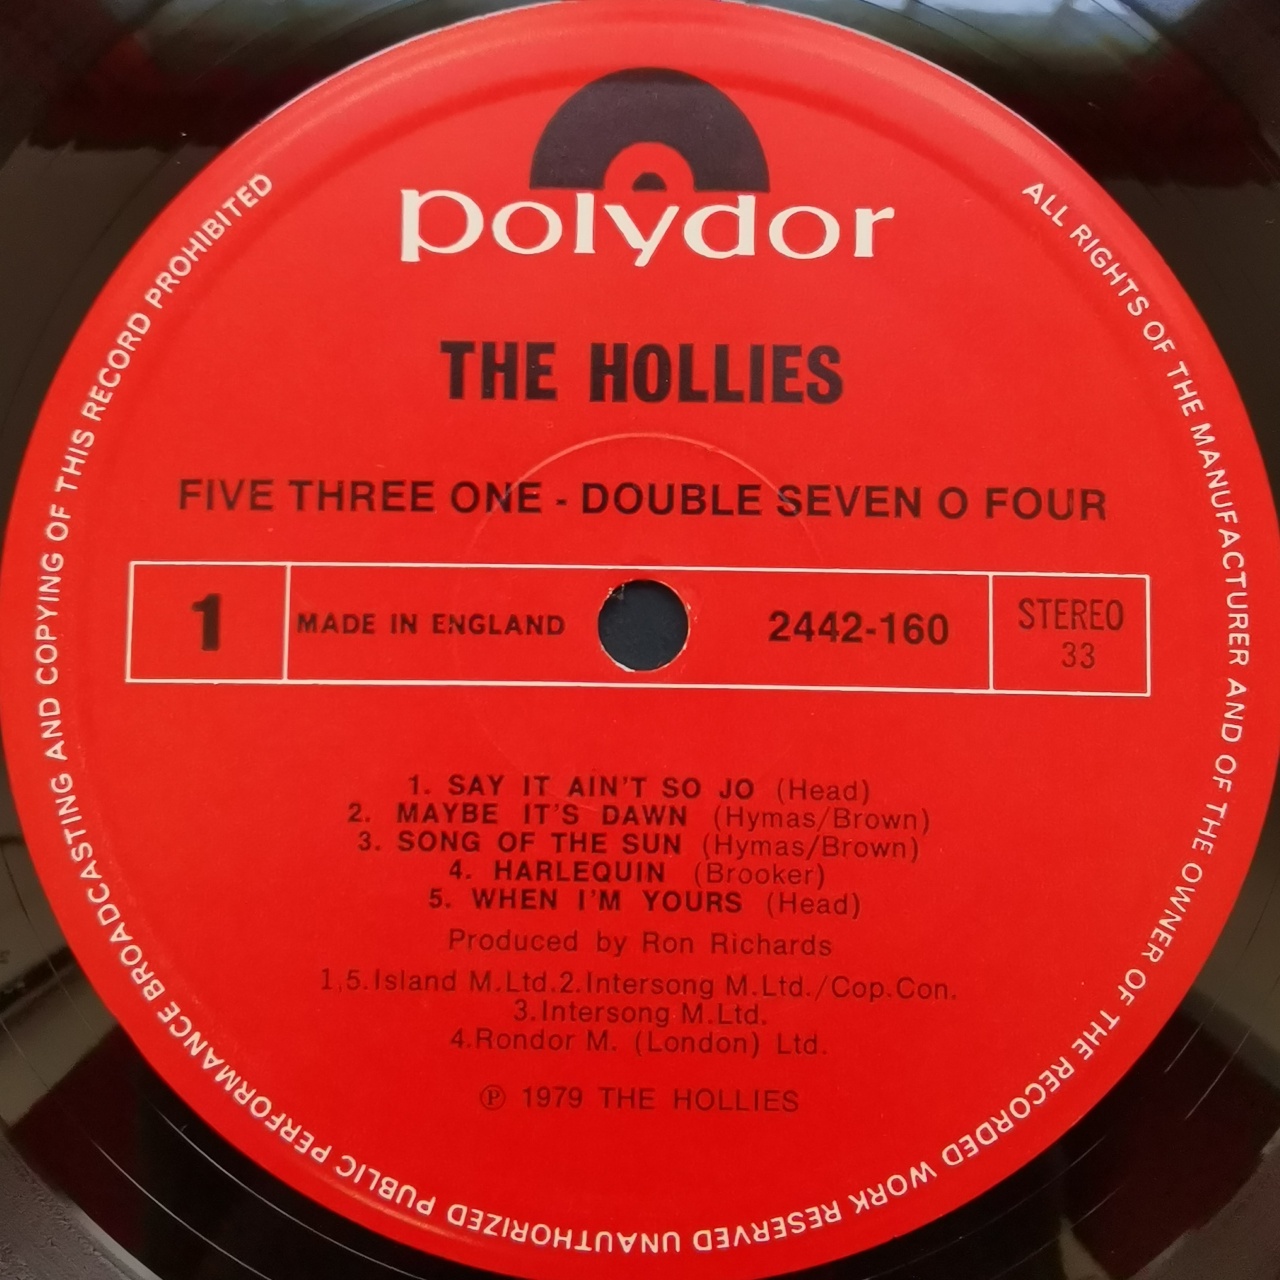 polydor
THE HOLLIES
FIVE THREE ONE - DOUBLE SEVEN O FOUR
1
MADE IN ENGLAND
2442-160
STEREO
33
1. SAY IT AIN'T SO JO (Head)
2. MAYBE IT'S DAWN (Hymas/Brown)
3. SONG OF THE SUN (Hymas/Brown)
4. HARLEQUIN (Brooker)
5. WHEN I'M YOURS (Head)
Produced by Ron Richards
1,5.Island M.Ltd.2.Intersong M.Ltd./Cop.Con.
3.Intersong M.Ltd.
4.Rondor M. (London) Ltd.
℗ 1979 THE HOLLIES
ALL RIGHTS OF THE MANUFACTURER AND OF THE OWNER OF THE RECORDED WORK RESERVED UNAUTHORIZED PUBLIC PERFORMANCE BROADCASTING AND COPYING OF THIS RECORD PROHIBITED